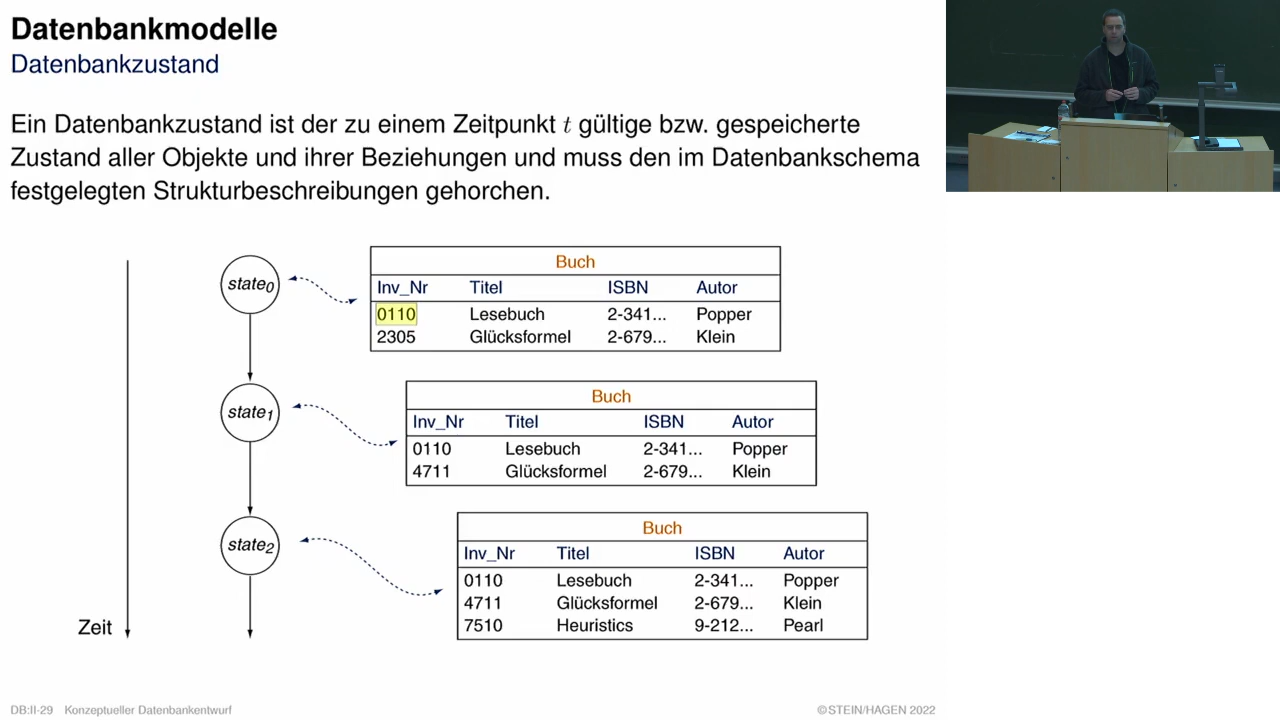 Datenbankmodelle
Datenbankzustand
Ein Datenbankzustand ist der zu einem Zeitpunkt t gültige bzw. gespeicherte
Zustand aller Objekte und ihrer Beziehungen und muss den im Datenbankschema
festgelegten Strukturbeschreibungen gehorchen.
state0
Buch
Inv_Nr Titel ISBN Autor
0110 Lesebuch 2-341... Popper
2305 Glücksformel 2-679... Klein
state1
Buch
Inv_Nr Titel ISBN Autor
0110 Lesebuch 2-341... Popper
4711 Glücksformel 2-679... Klein
state2
Buch
Inv_Nr Titel ISBN Autor
0110 Lesebuch 2-341... Popper
4711 Glücksformel 2-679... Klein
7510 Heuristics 9-212... Pearl
Zeit
DB:II-29 Konzeptueller Datenbankentwurf ©STEIN/HAGEN 2022